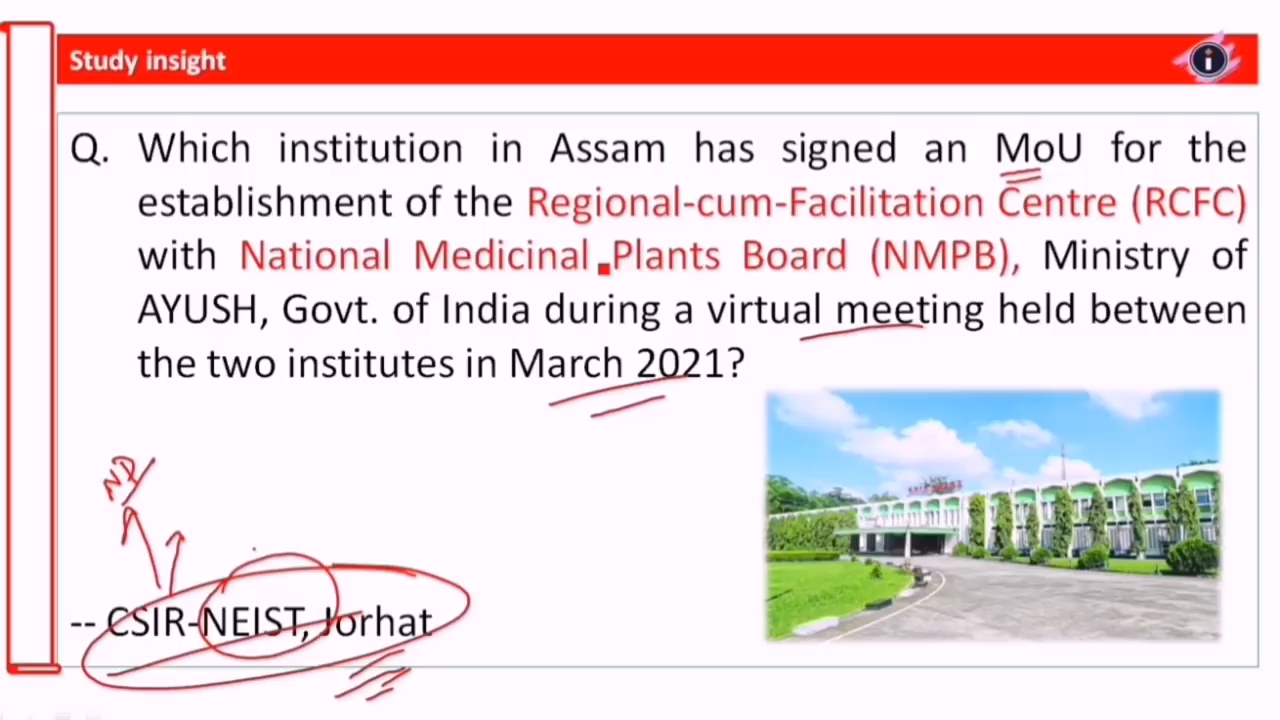 Study insight
Q. Which institution in Assam has signed an MoU for the
establishment of the Regional-cum-Facilitation Centre (RCFC)
with National Medicinal Plants Board (NMPB), Ministry of
AYUSH, Govt. of India during a virtual meeting held between
the two institutes in March 2021?
ND
-- CSIR-NEIST, Jorhat